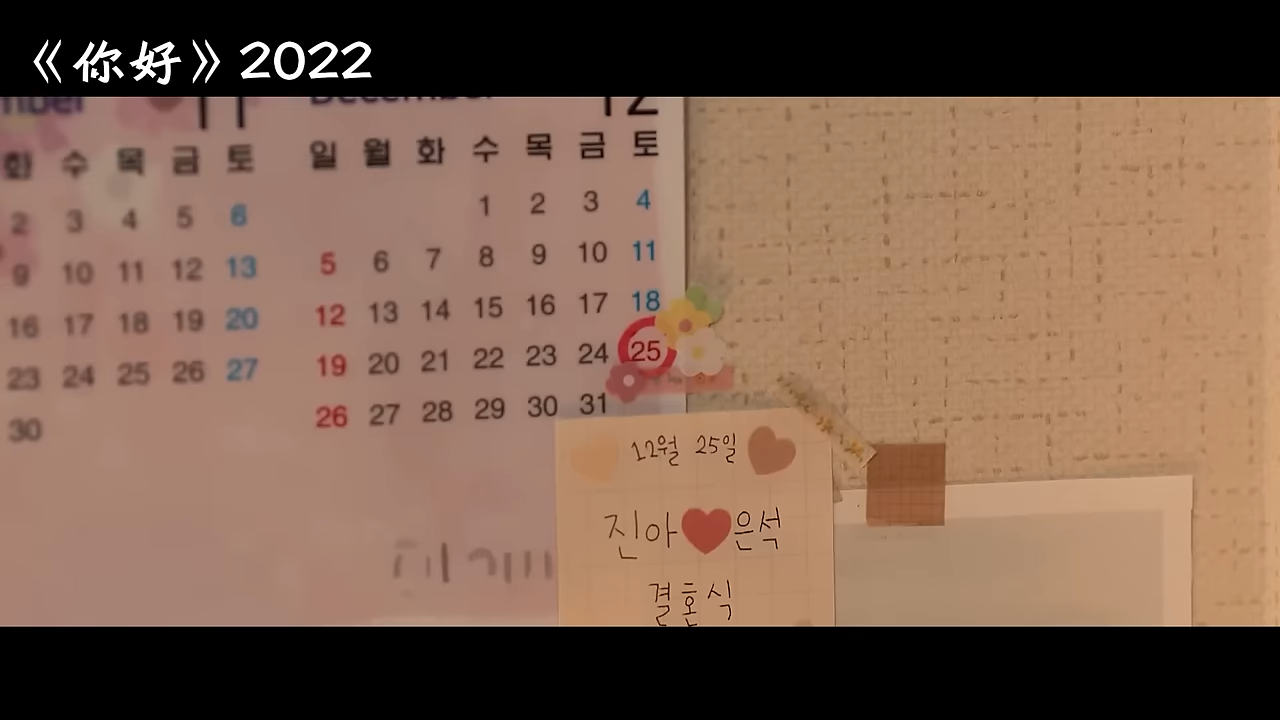 《你好》2022
December 12
화 수 목 금 토 일 월 화 수 목 금 토
2 3 4 5 6 1 2 3 4
9 10 11 12 13 5 6 7 8 9 10 11
16 17 18 19 20 12 13 14 15 16 17 18
23 24 25 26 27 19 20 21 22 23 24 25
30 26 27 28 29 30 31
12월 25일
진아 은석
결혼식